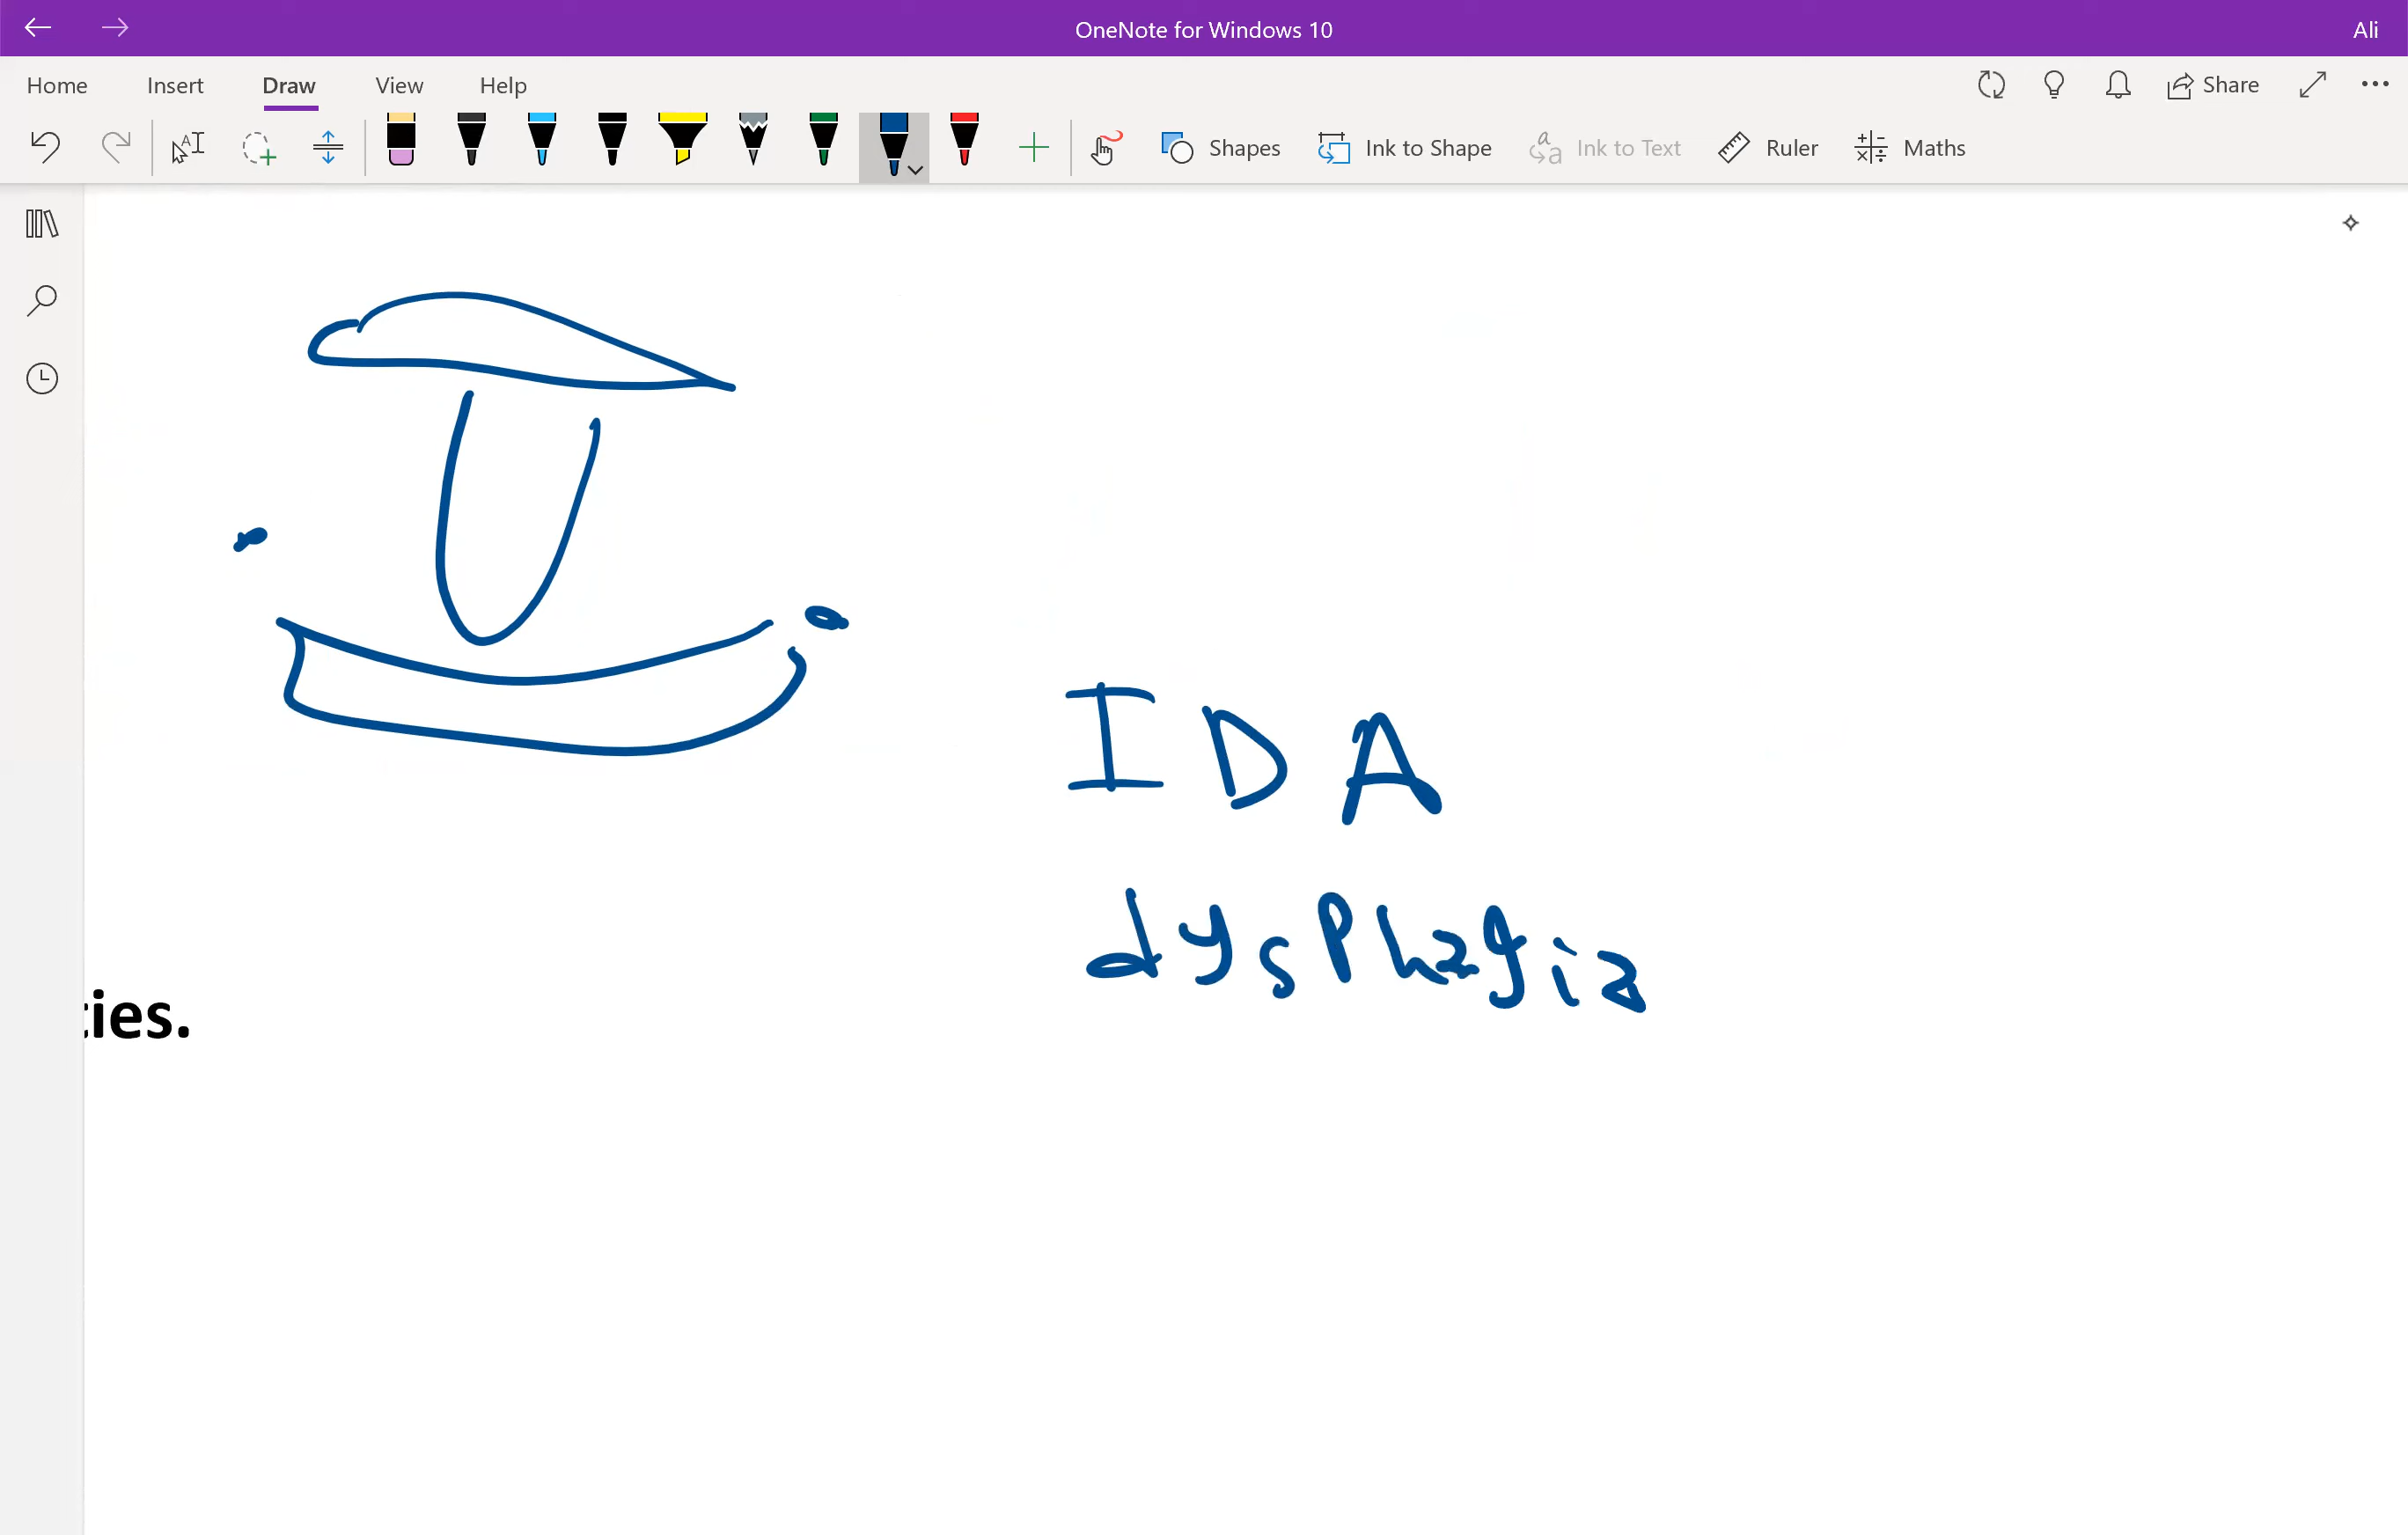 OneNote for Windows 10
Ali
Home Insert Draw View Help Share
Shapes Ink to Shape Ink to Text Ruler Maths
IDA
dysphagia
ties.